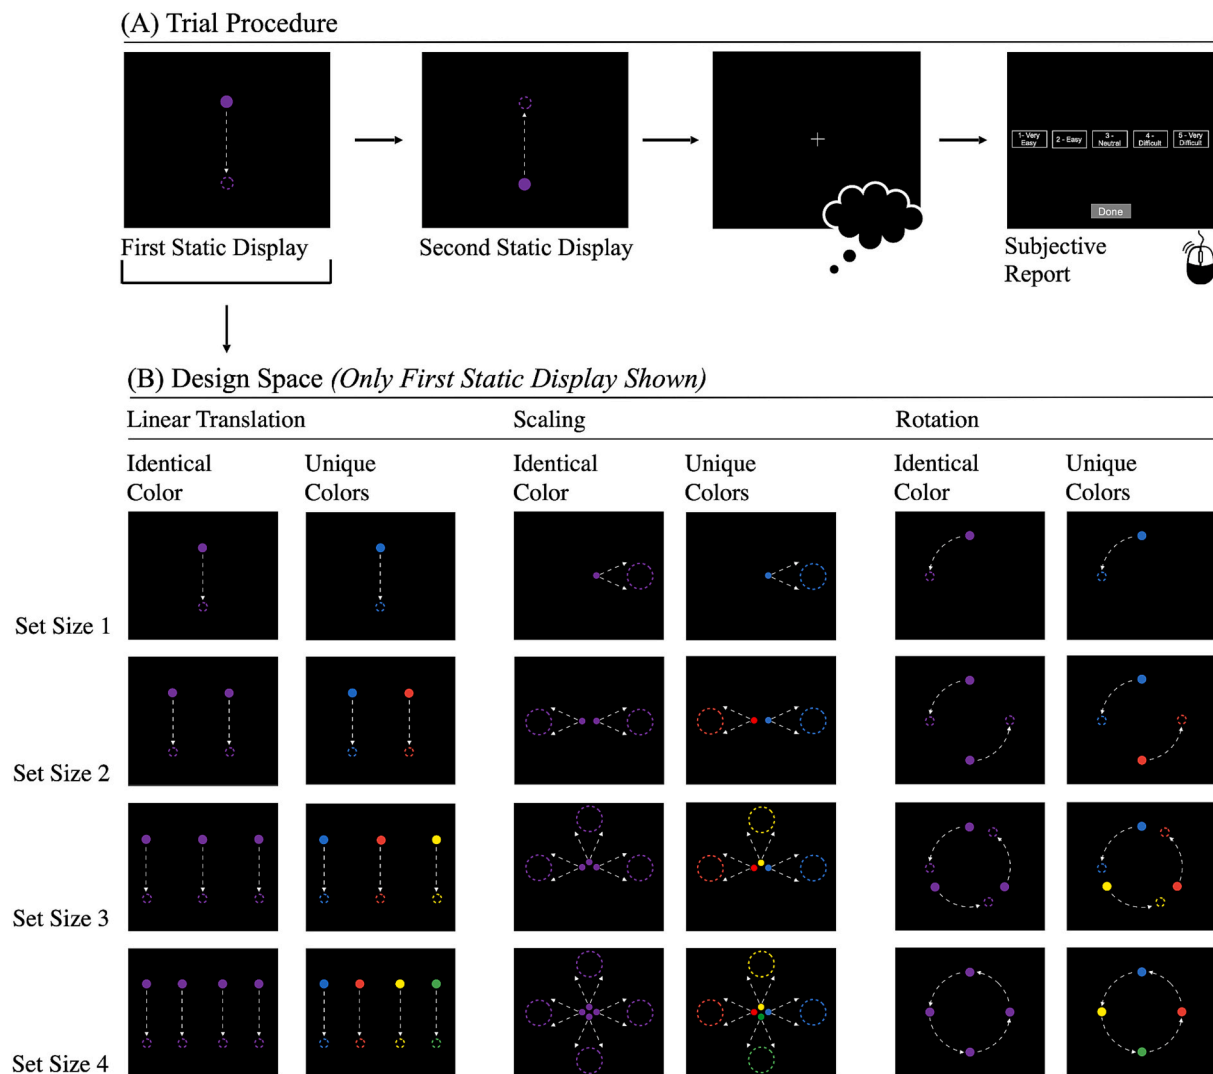 (A) Trial Procedure
1- Very
Easy
2 - Easy
3 -
Neutral
4 -
Difficult
5 - Very
Difficult
Done
First Static Display
Second Static Display
Subjective
Report
(B) Design Space (Only First Static Display Shown)
Linear Translation
Scaling
Rotation
Identical
Color
Unique
Colors
Identical
Color
Unique
Colors
Identical
Color
Unique
Colors
Set Size 1
Set Size 2
Set Size 3
Set Size 4